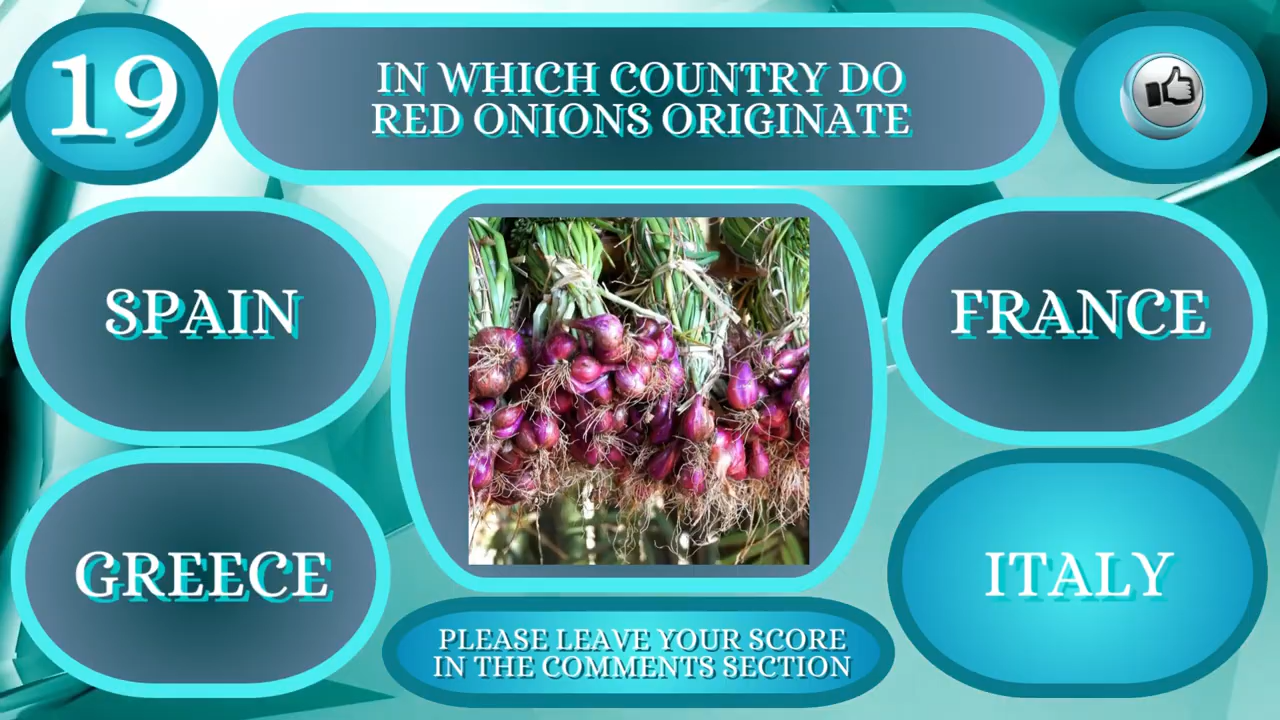 19
IN WHICH COUNTRY DO
RED ONIONS ORIGINATE
SPAIN
FRANCE
GREECE
ITALY
PLEASE LEAVE YOUR SCORE
IN THE COMMENTS SECTION